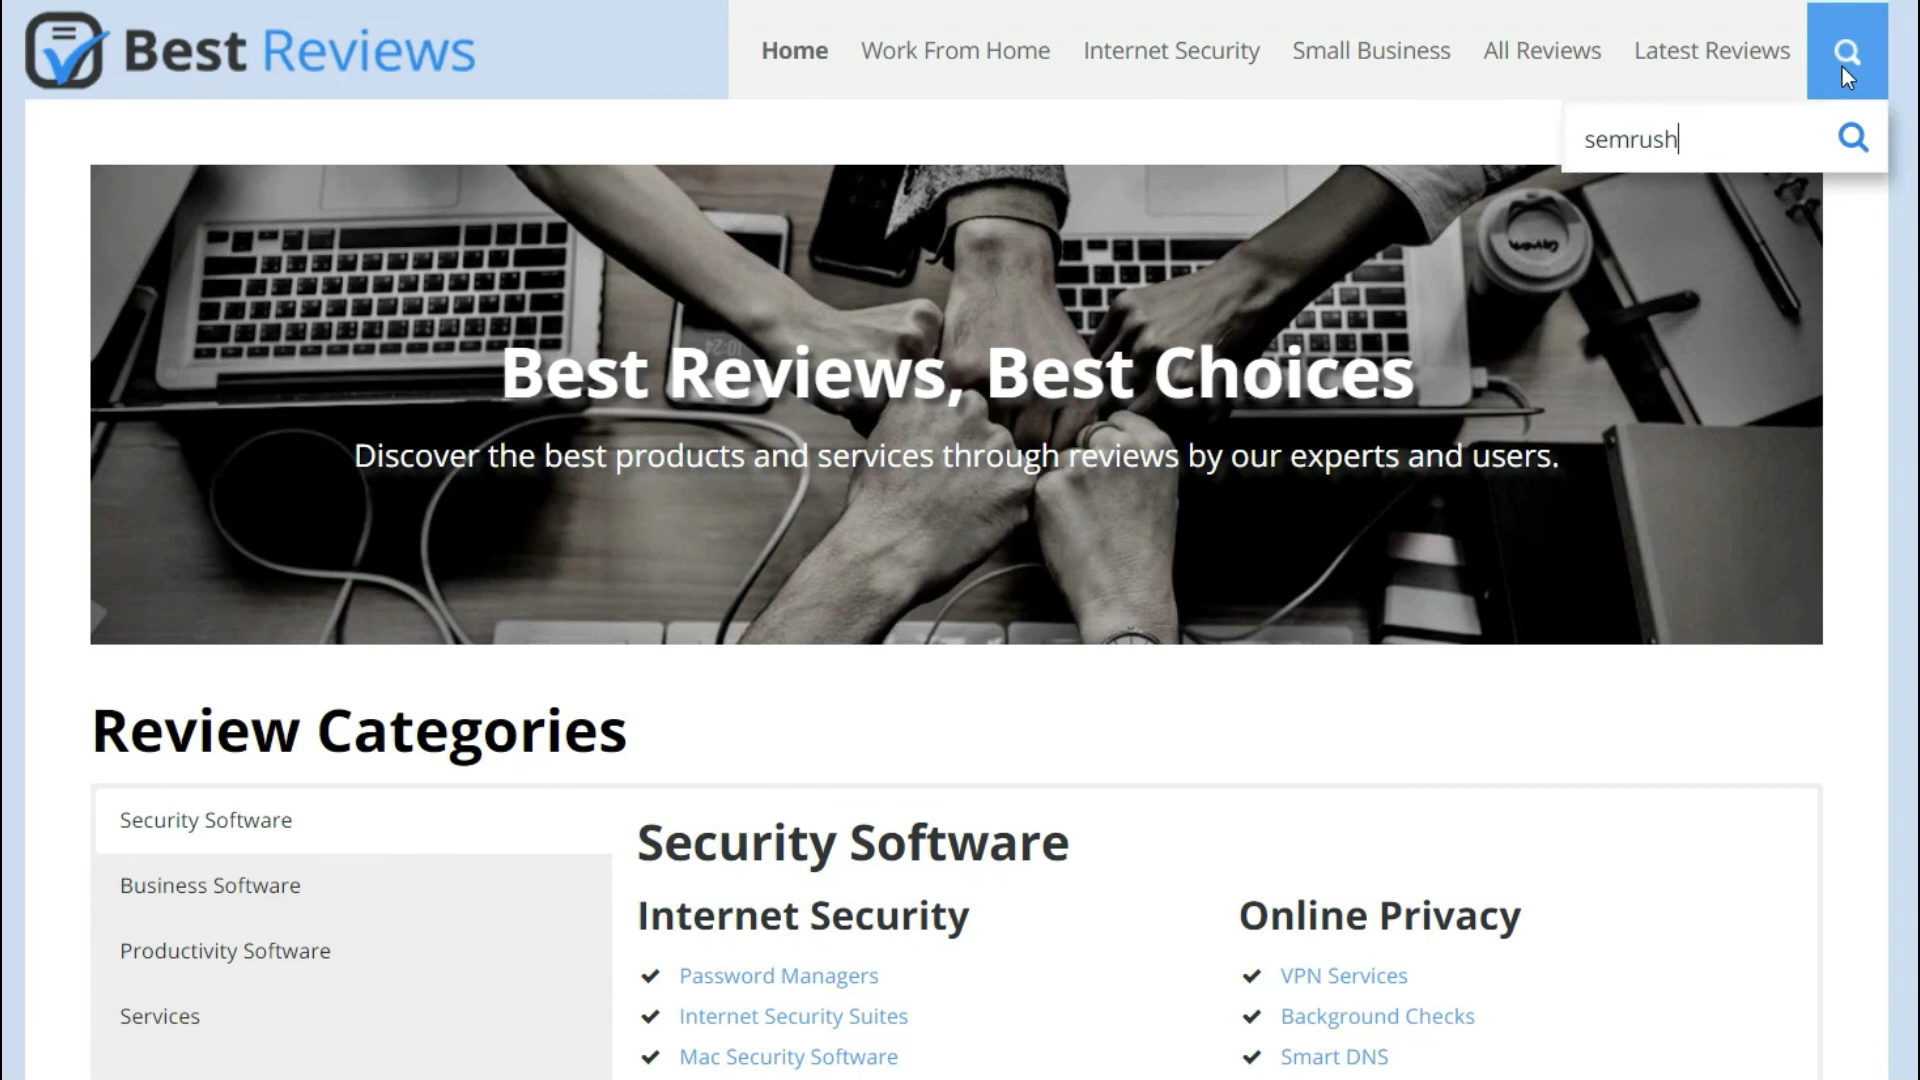 Best Reviews
Home Work From Home Internet Security Small Business All Reviews Latest Reviews
semrush
Best Reviews, Best Choices
Discover the best products and services through reviews by our experts and users.
Review Categories
Security Software
Business Software
Productivity Software
Services
Security Software
Internet Security
Password Managers
Internet Security Suites
Mac Security Software
Online Privacy
VPN Services
Background Checks
Smart DNS